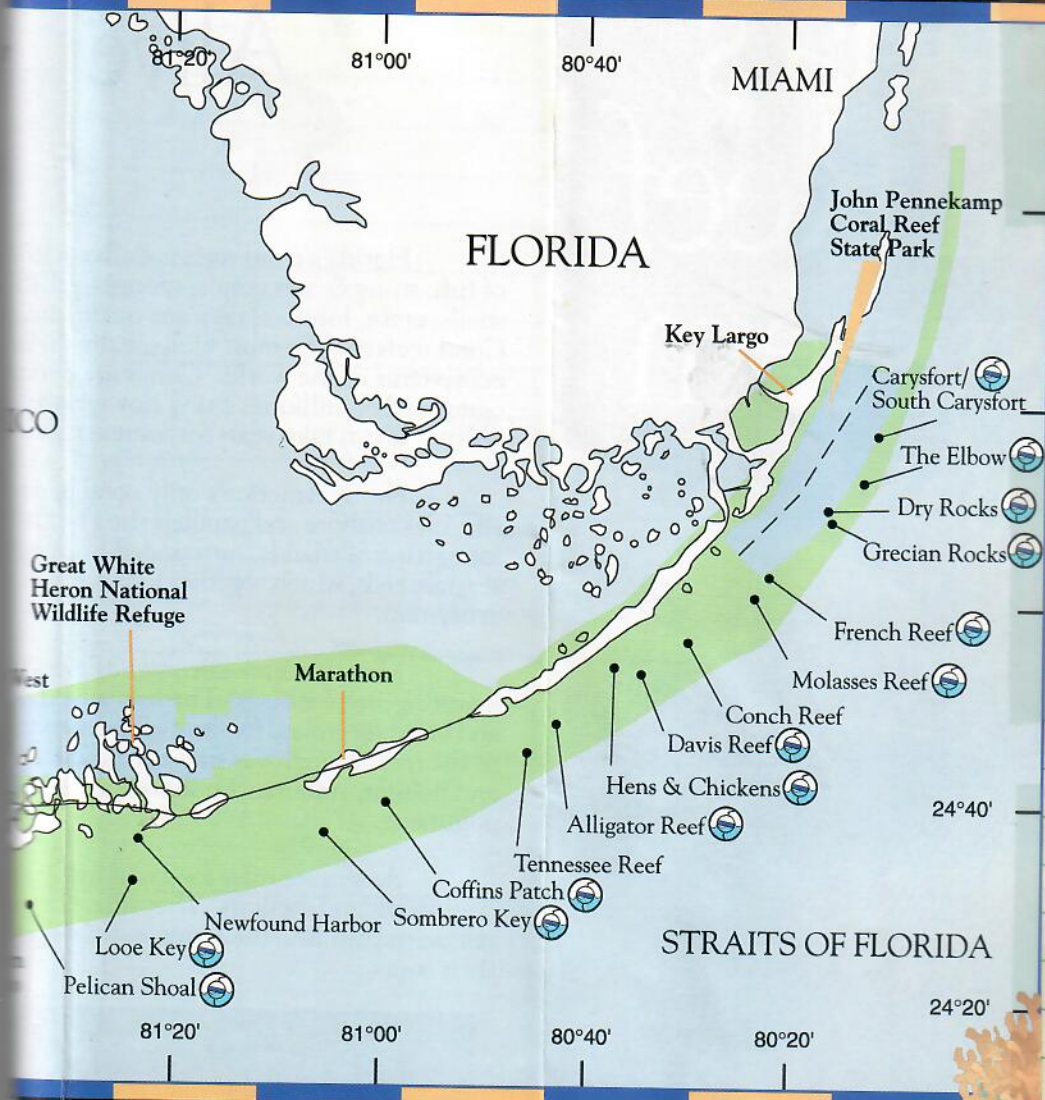 81°20'
81°00'
80°40'
MIAMI
John Pennekamp
Coral Reef
State Park
FLORIDA
Key Largo
Carysfort/
South Carysfort
ICO
The Elbow
Dry Rocks
Grecian Rocks
Great White
Heron National
Wildlife Refuge
French Reef
Marathon
West
Molasses Reef
Conch Reef
Davis Reef
Hens & Chickens
24°40'
Alligator Reef
Tennessee Reef
Coffins Patch
Sombrero Key
Newfound Harbor
Looe Key
STRAITS OF FLORIDA
Pelican Shoal
24°20'
81°20'
81°00'
80°40'
80°20'